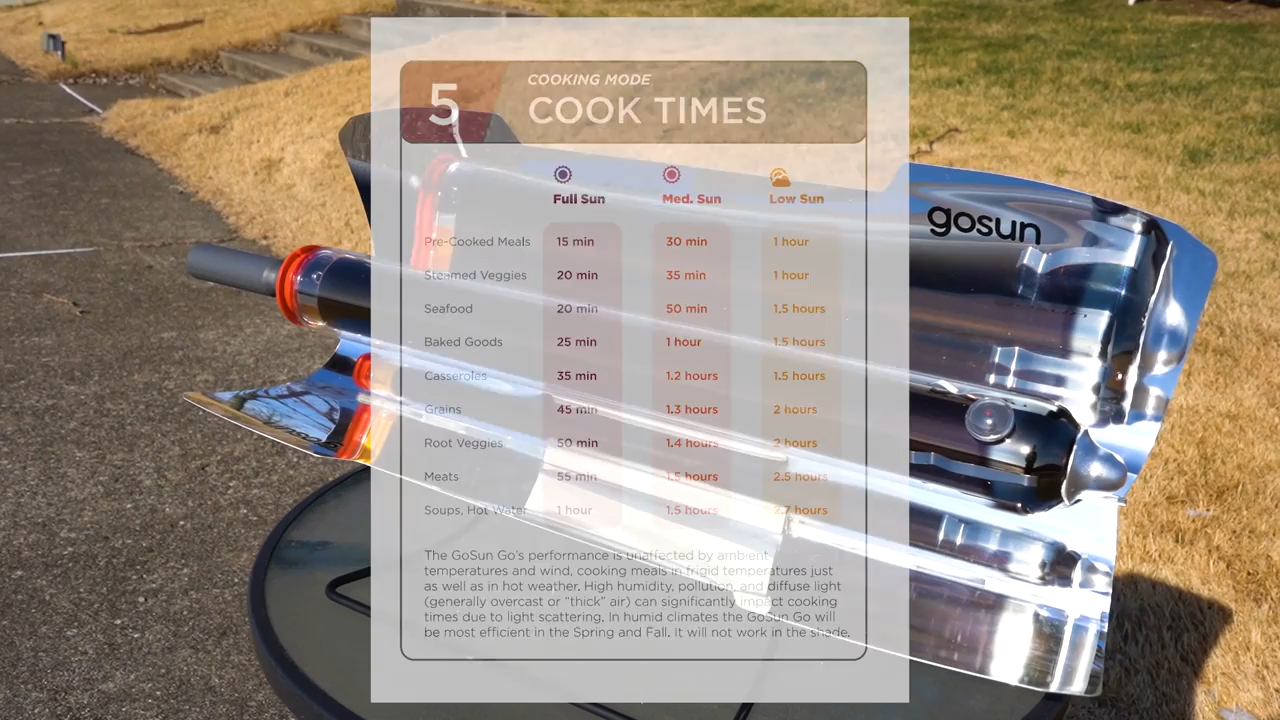 5
COOKING MODE
COOK TIMES
Full Sun Med. Sun Low Sun
Pre-Cooked Meals 15 min 30 min 1 hour
Steamed Veggies 20 min 35 min 1 hour
Seafood 20 min 50 min 1.5 hours
Baked Goods 25 min 1 hour 1.5 hours
Casseroles 35 min 1.2 hours 1.5 hours
Grains 45 min 1.3 hours 2 hours
Root Veggies 50 min 1.4 hours 2 hours
Meats 55 min 1.5 hours 2.5 hours
Soups, Hot Water 1 hour 1.5 hours 2.7 hours
The GoSun Go's performance is unaffected by ambient
temperatures and wind, cooking meals in frigid temperatures just
as well as in hot weather. High humidity, pollution, and diffuse light
(generally overcast or "thick" air) can significantly impact cooking
times due to light scattering. In humid climates the GoSun Go will
be most efficient in the Spring and Fall. It will not work in the shade.
gosun